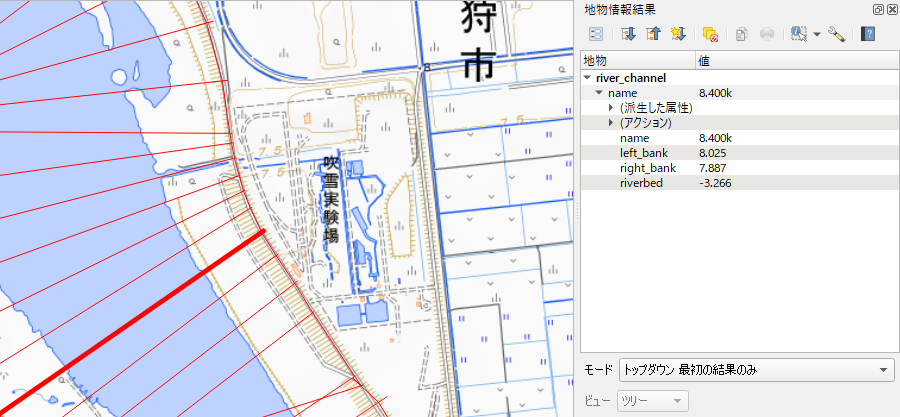 狩市
7.5
7.5
7.5
吹雪実験場
地物情報結果
地物 値
river_channel
name 8.400k
(派生した属性)
(アクション)
name 8.400k
left_bank 8.025
right_bank 7.887
riverbed -3.266
モード トップダウン 最初の結果のみ
ビュー ツリー